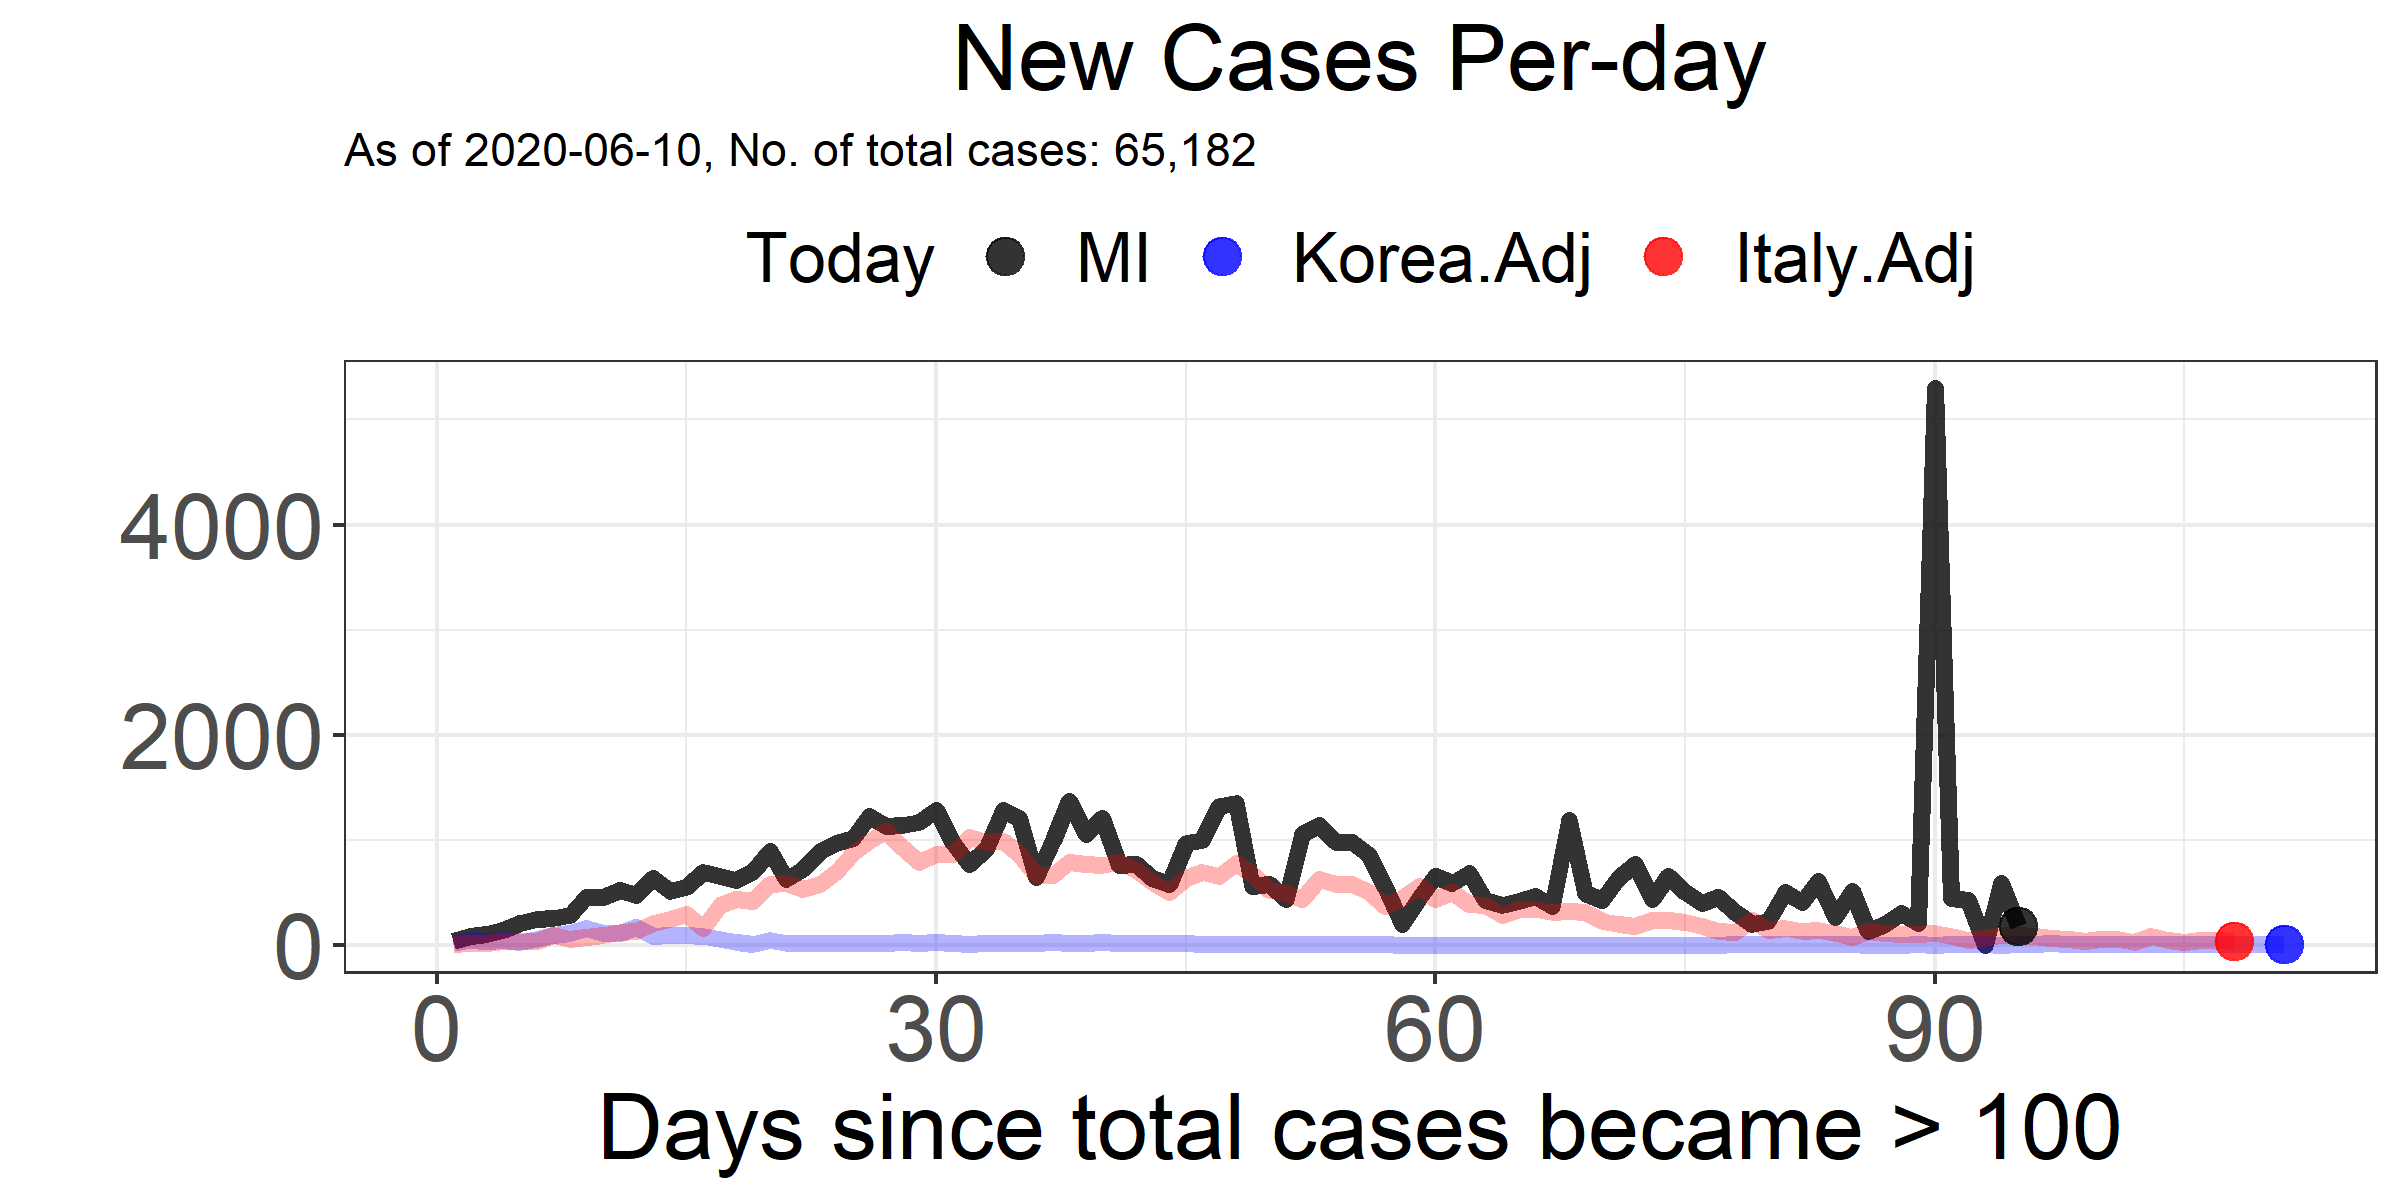 New Cases Per-day
As of 2020-06-10, No. of total cases: 65,182
Today MI Korea.Adj Italy.Adj
4000
2000
0
0 30 60 90
Days since total cases became > 100